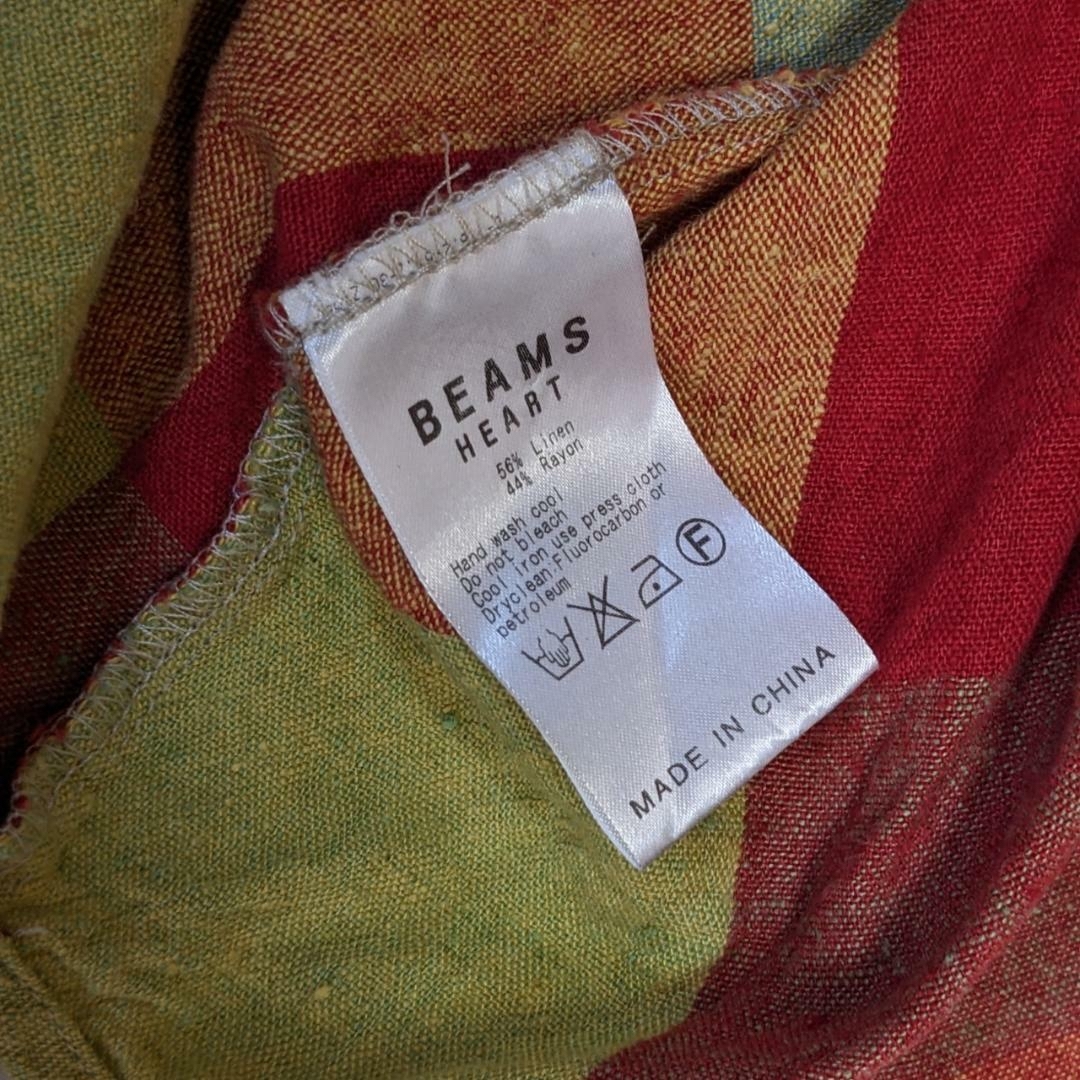 BEAMS
HEART
56% Linen
44% Rayon
Hand wash cool
Do not bleach
Cool iron use press cloth
Dryclean:Fluorocarbon or
petroleum
F
MADE IN CHINA